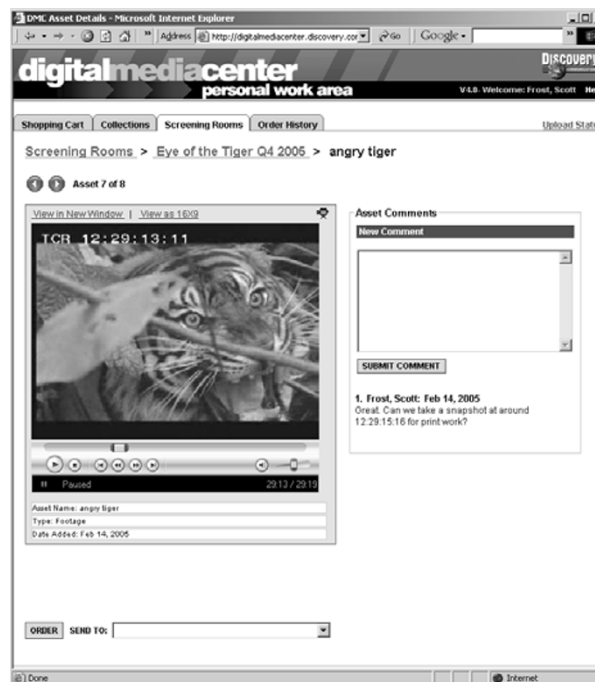 DMC Asset Details - Microsoft Internet Explorer
Address http://digitalmediacenter.discovery.cor Go Google
digitalmediacenter
personal work area
Discovery
V4.8- Welcome: Frost, Scott He
Shopping Cart Collections Screening Rooms Order History
Upload Statu
Screening Rooms > Eye of the Tiger Q4 2005 > angry tiger
Asset 7 of 8
View in New Window | View as 16X9
TCR 12:29:13:11
Paused 29:13 / 29:19
Asset Name: angry tiger
Type: Footage
Date Added: Feb 14, 2005
Asset Comments
New Comment
SUBMIT COMMENT
1. Frost, Scott: Feb 14, 2005
Great. Can we take a snapshot at around
12:29:15:16 for print work?
ORDER SEND TO:
Done Internet